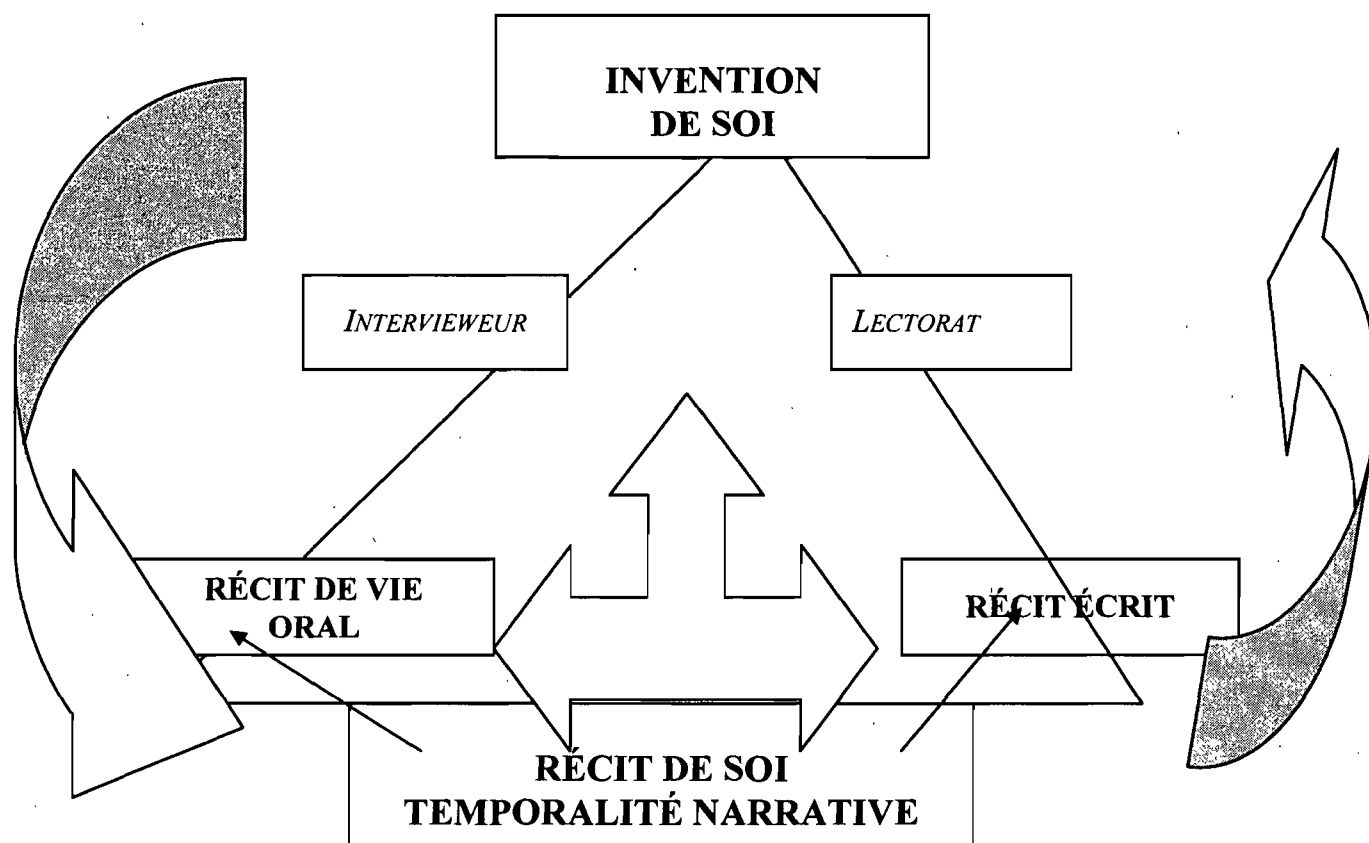 INVENTION
DE SOI
INTERVIEWEUR
LECTORAT
RÉCIT DE VIE
ORAL
RÉCIT ÉCRIT
RÉCIT DE SOI
TEMPORALITÉ NARRATIVE